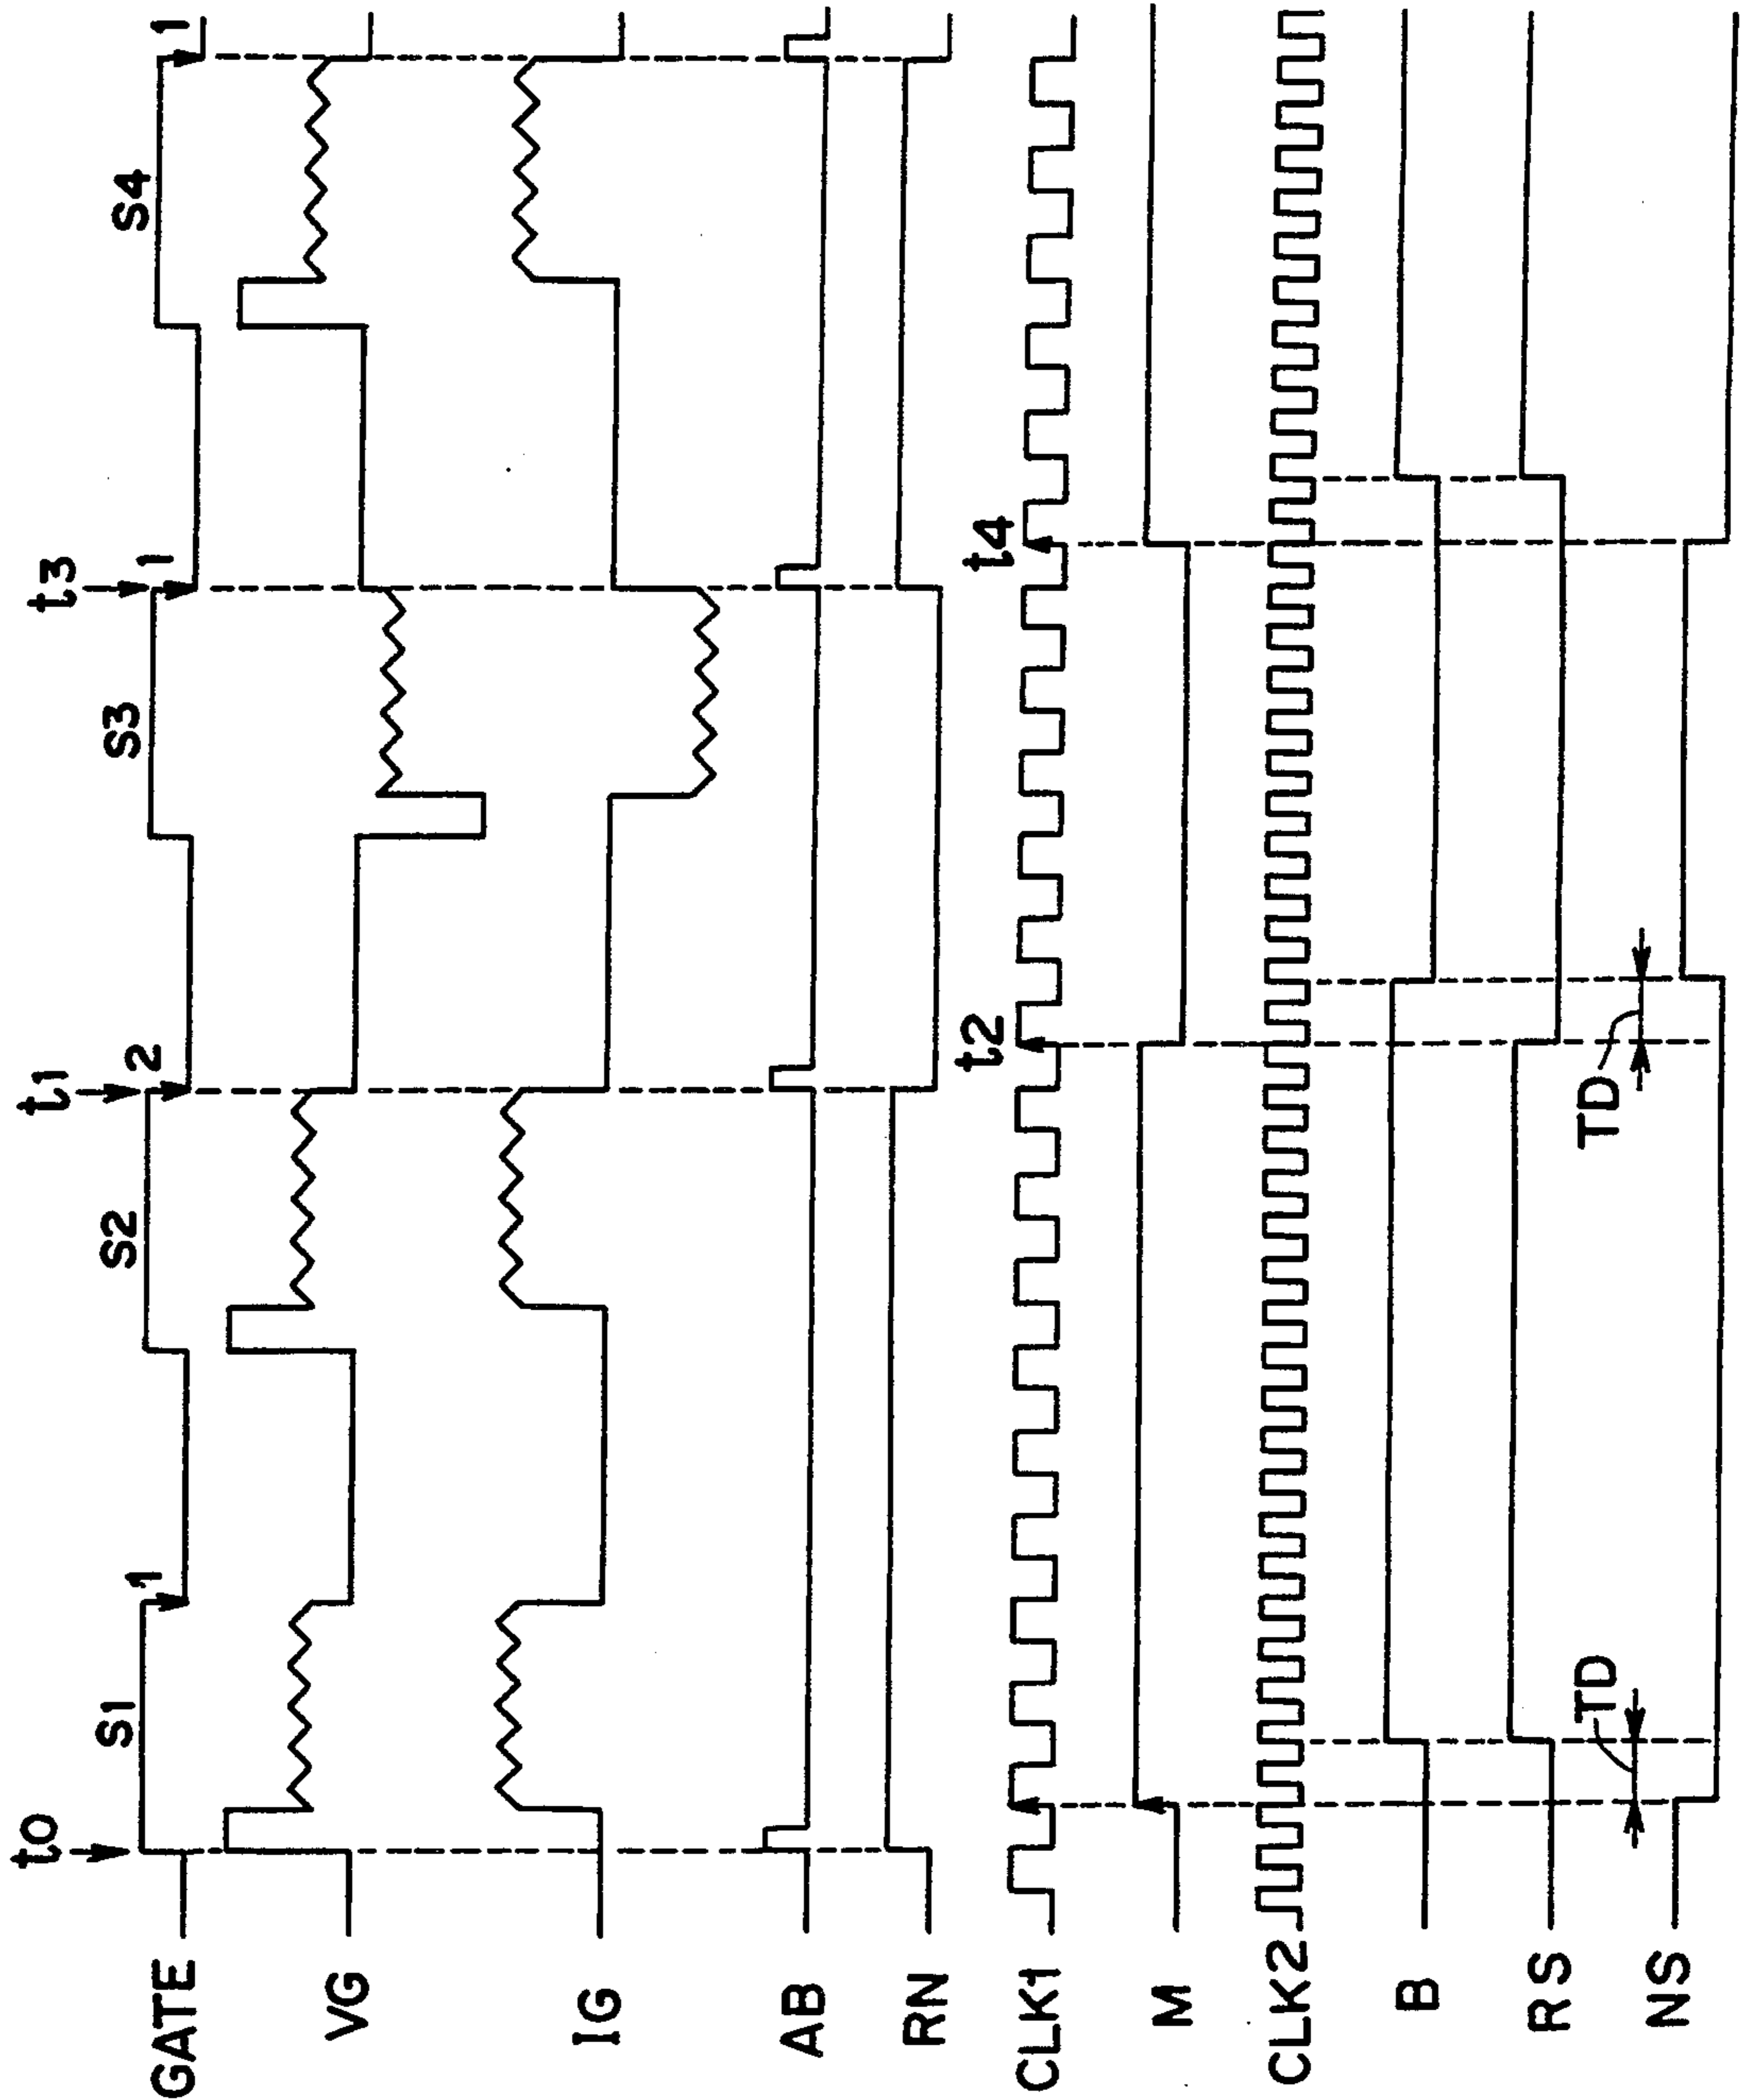 t0
t1
t3
S1
1
S2
2
S3
1
S4
1
GATE
VG
IG
AB
RN
t2
t4
CLK1
M
CLK2
B
RS
TD
TD
NS